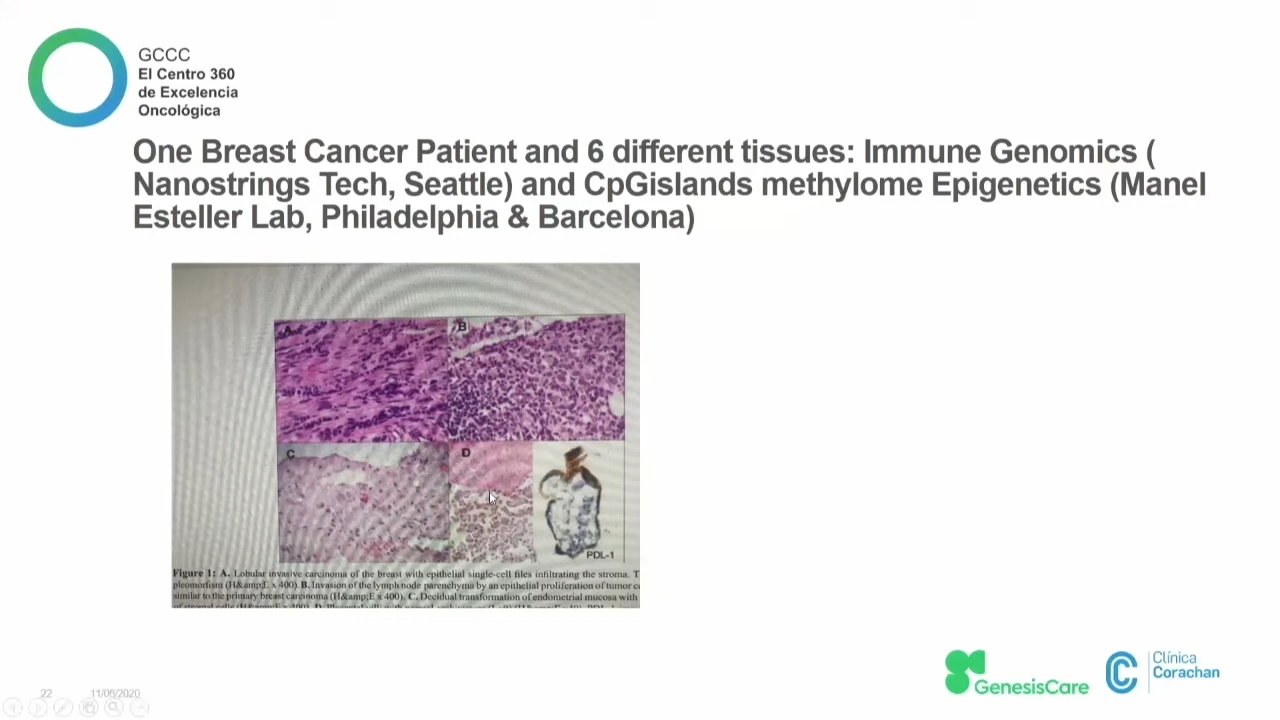 GCCC
El Centro 360
de Excelencia
Oncológica
One Breast Cancer Patient and 6 different tissues: Immune Genomics (
Nanostrings Tech, Seattle) and CpGislands methylome Epigenetics (Manel
Esteller Lab, Philadelphia & Barcelona)
A
B
C
D
PDL-1
Figure 1: A. Lobular invasive carcinoma of the breast with epithelial single-cell files infiltrating the stroma. T
pleomorfism (H&amp;E x 400) B. Invasion of the lymph node parenchyma by an epithelial proliferation of tumor c
similar to the primary breast carcinoma (H&amp;E x 400). C. Decidual transformation of endometrial mucosa with
GenesisCare
Clínica
Corachan
22 11/06/2020